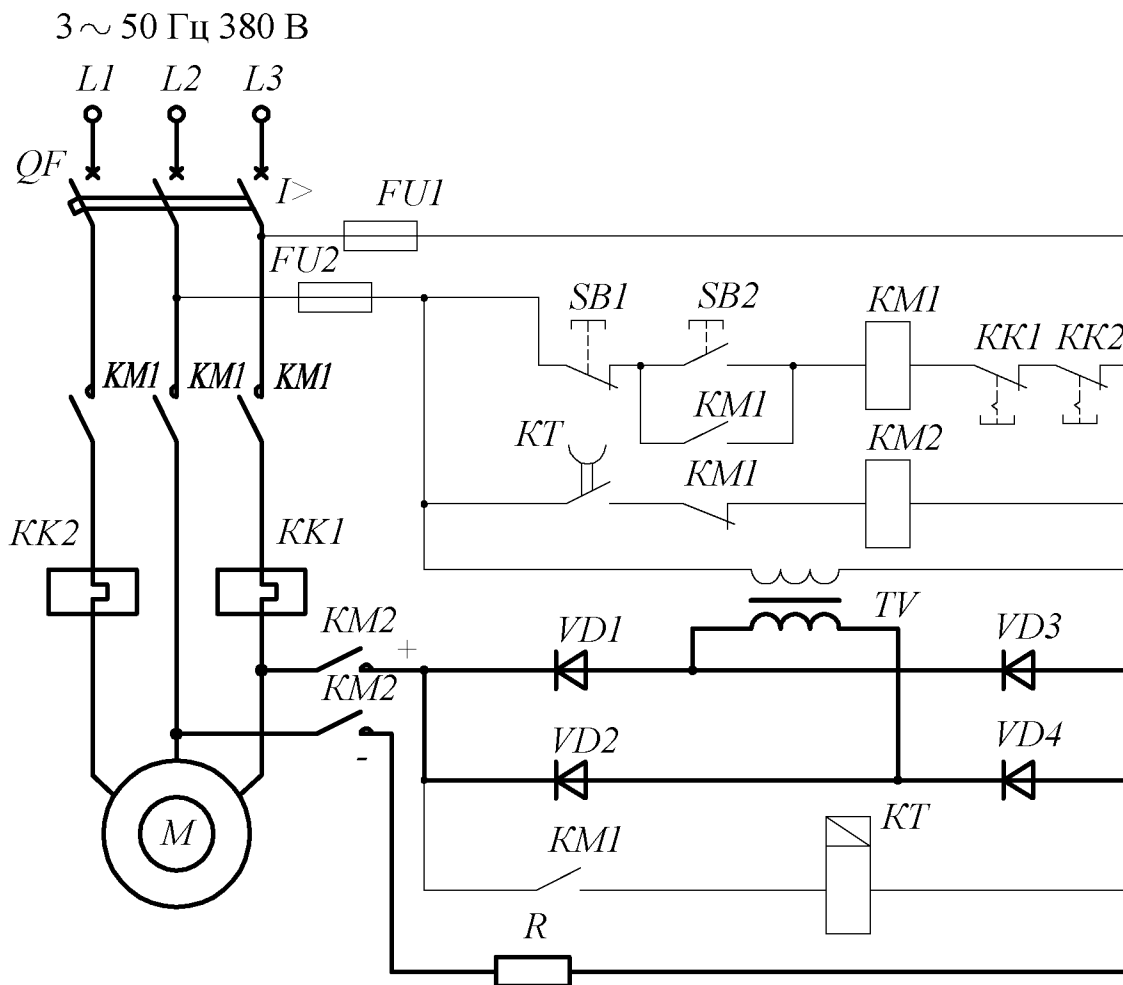 3 ~ 50 Гц 380 В
L1 L2 L3
QF I>
FU1
FU2
SB1 SB2 KM1 KK1 KK2
KM1 KM1 KM1
KM1
KT KM1 KM2
KK2 KK1
TV
KM2 + VD1 VD3
KM2 - VD2 VD4
M
KM1 KT
R